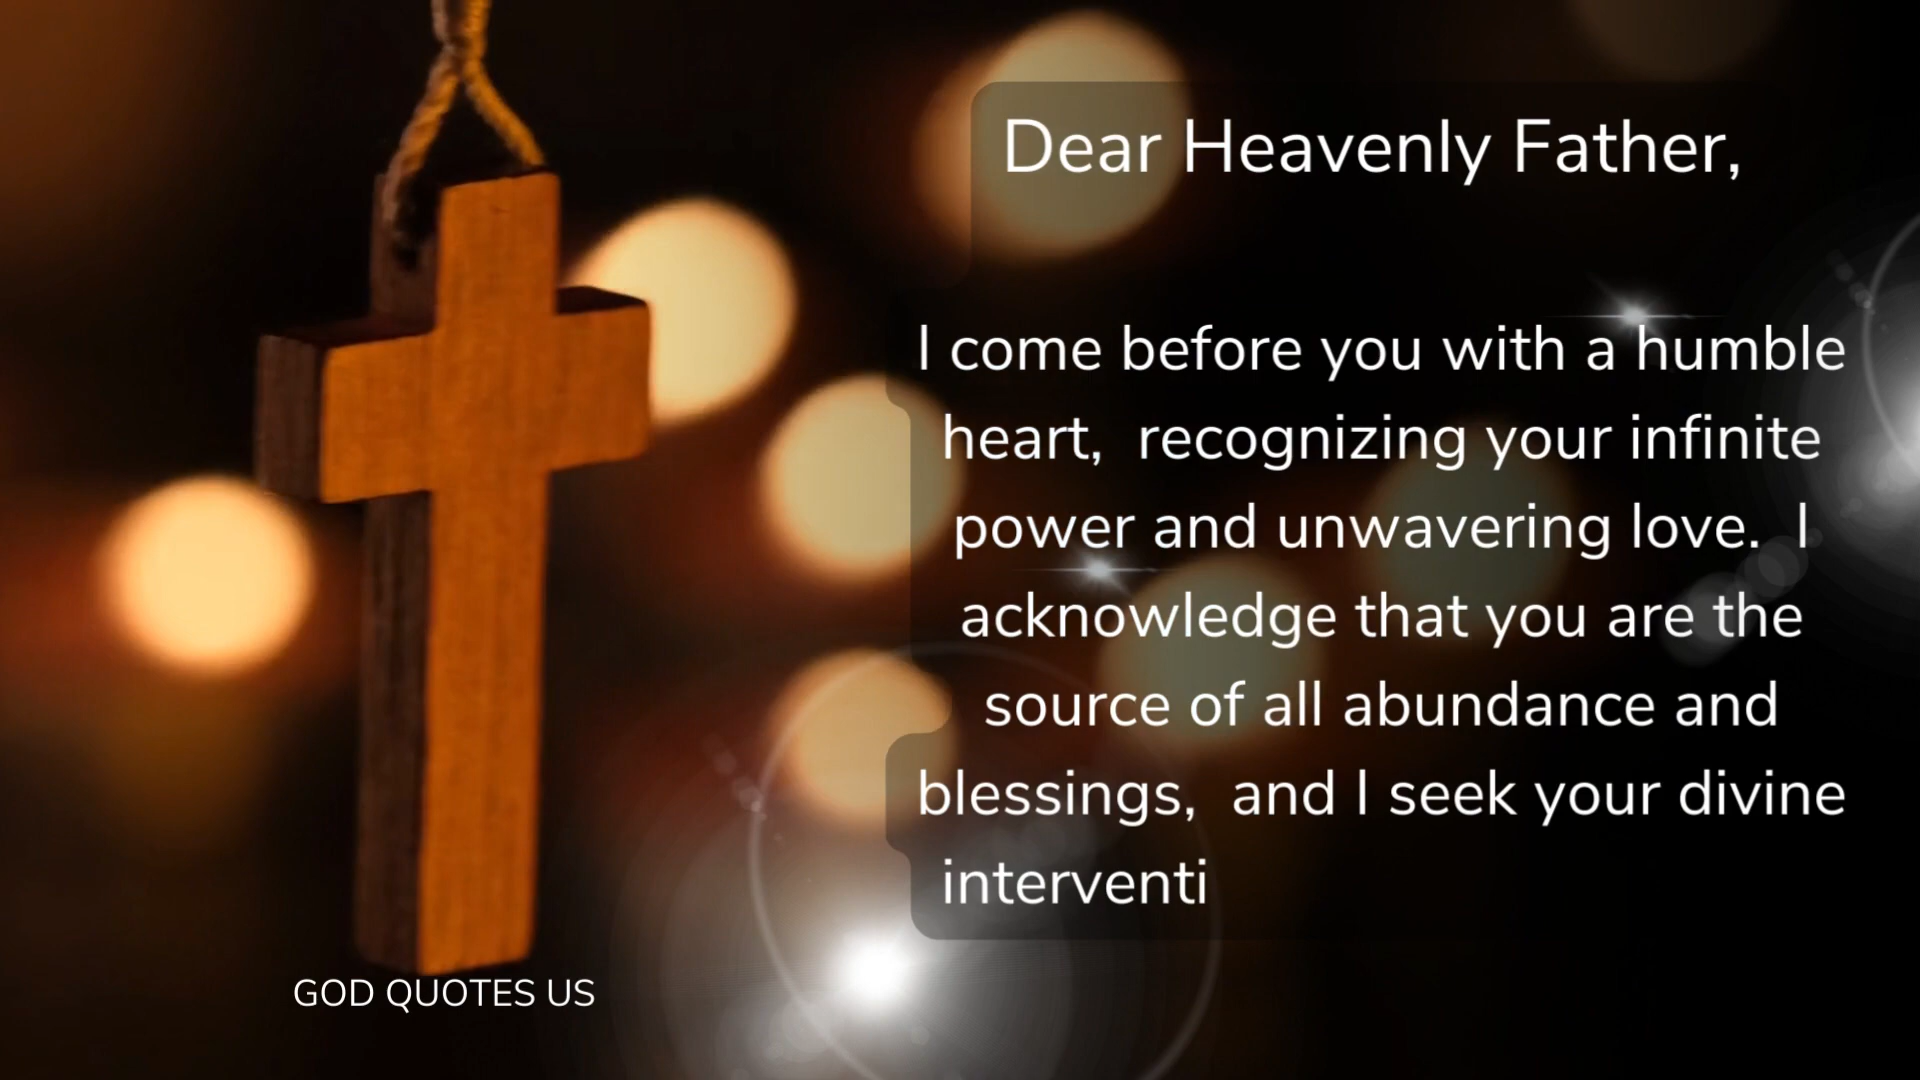 Dear Heavenly Father,
I come before you with a humble
heart,  recognizing your infinite
power and unwavering love.  I
acknowledge that you are the
source of all abundance and
blessings,  and I seek your divine
interventi
GOD QUOTES US